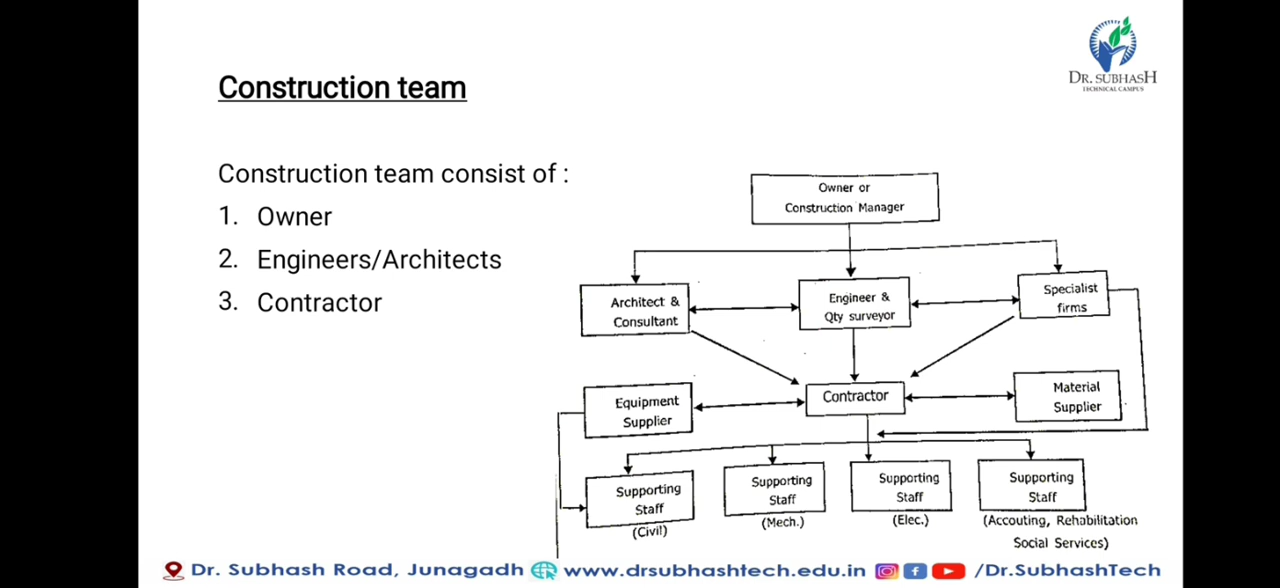 DR. SUBHASH
TECHNICAL CAMPUS
Construction team
Construction team consist of :
1. Owner
2. Engineers/Architects
3. Contractor
Owner or
Construction Manager
Architect &
Consultant
Engineer &
Qty surveyor
Specialist
firms
Equipment
Supplier
Contractor
Material
Supplier
Supporting
Staff
(Civil)
Supporting
Staff
(Mech.)
Supporting
Staff
(Elec.)
Supporting
Staff
(Accouting, Rehabilitation
Social Services)
Dr. Subhash Road, Junagadh www.drsubhashtech.edu.in /Dr.SubhashTech